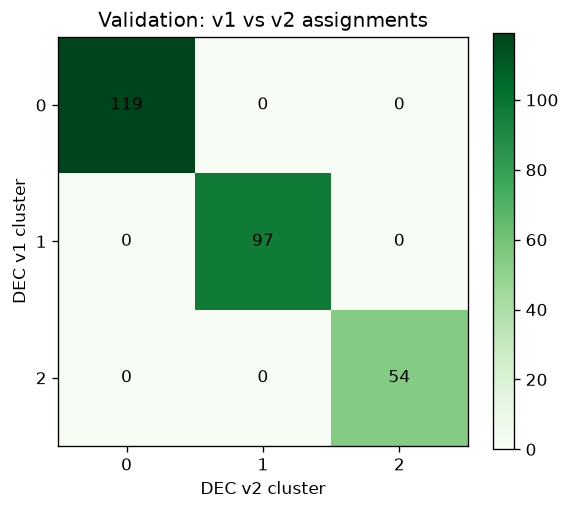 Validation: v1 vs v2 assignments
0 119 0 0
1 0 97 0
2 0 0 54
0 1 2
DEC v2 cluster
DEC v1 cluster
100
80
60
40
20
0